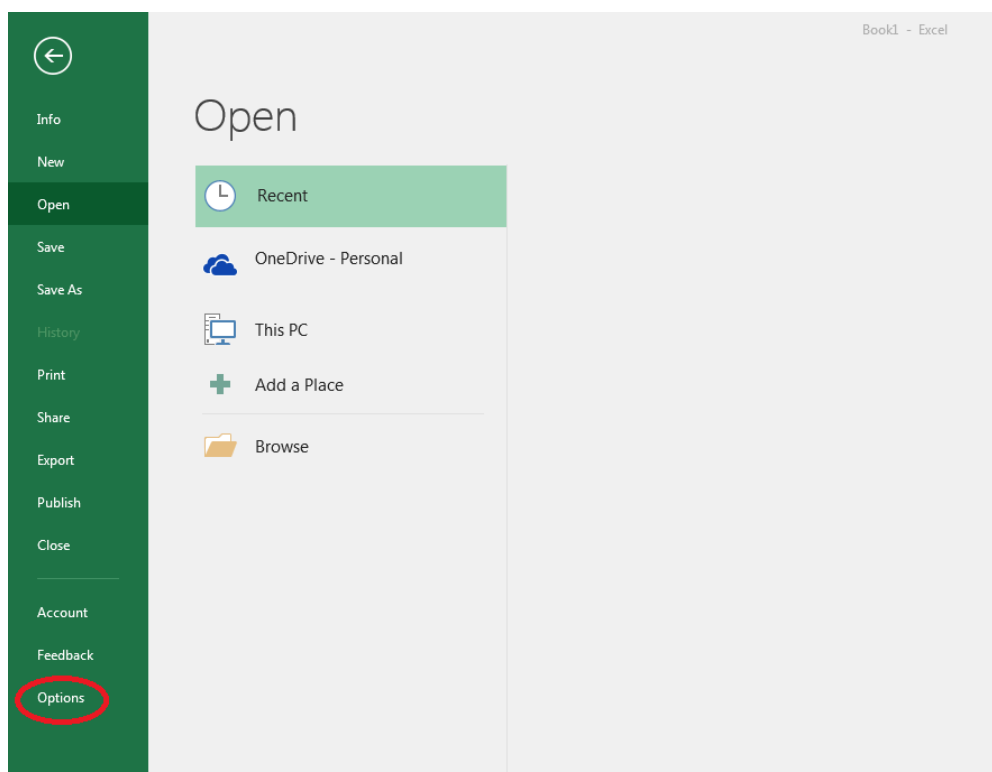 Book1 - Excel
Info
New
Open
Save
Save As
History
Print
Share
Export
Publish
Close
Account
Feedback
Options
Open
Recent
OneDrive - Personal
This PC
Add a Place
Browse